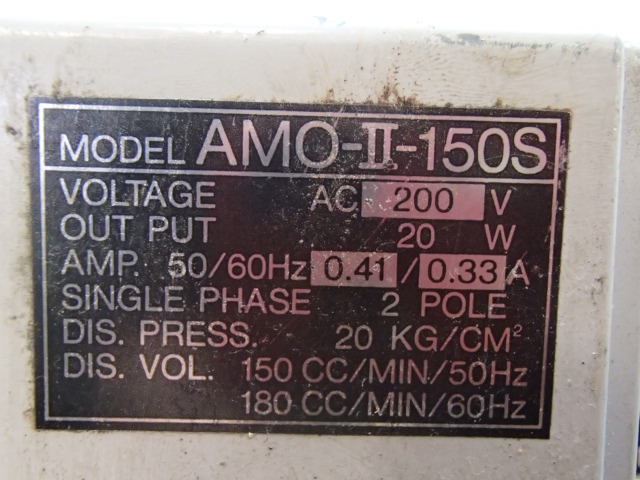 MODEL AMO-II-150S
VOLTAGE AC 200 V
OUT PUT 20 W
AMP. 50/60Hz 0.41 / 0.33 A
SINGLE PHASE 2 POLE
DIS. PRESS. 20 KG/CM²
DIS. VOL. 150 CC/MIN/50Hz
180 CC/MIN/60Hz